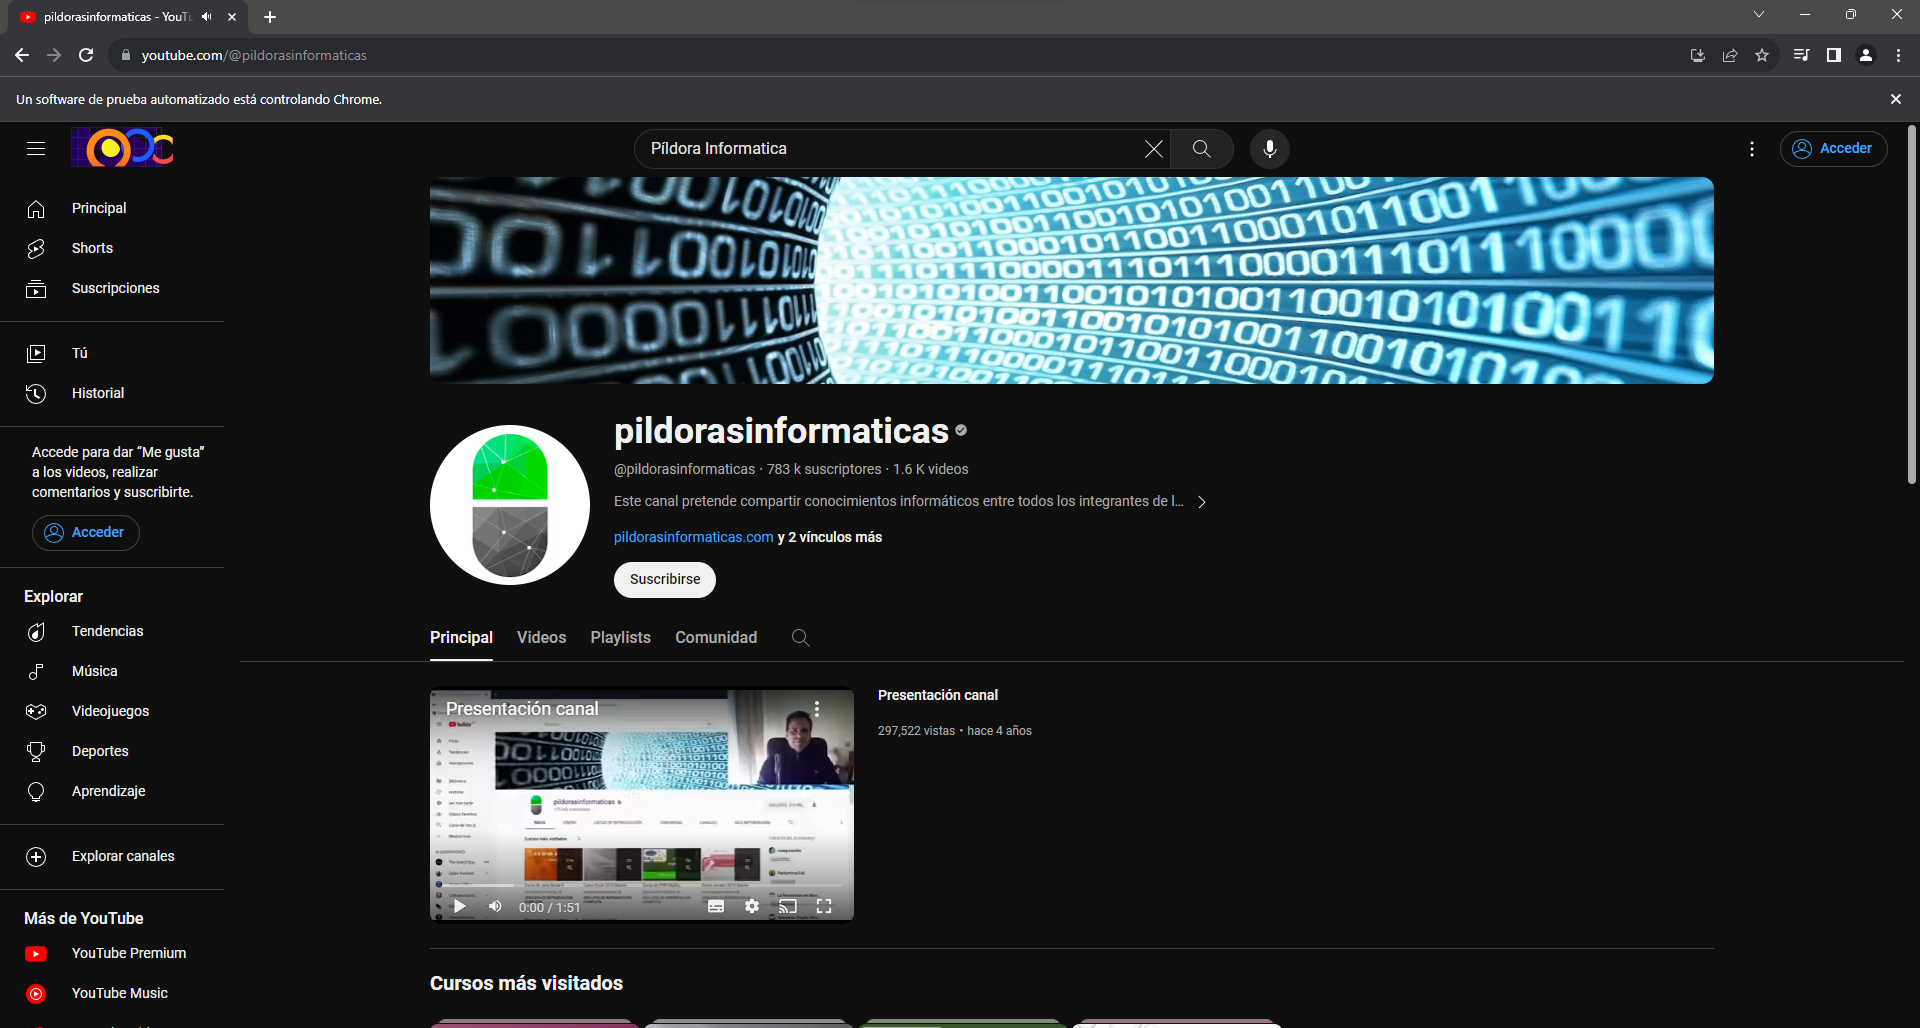 pildorasinformaticas - YouTu
youtube.com/@pildorasinformaticas
Un software de prueba automatizado está controlando Chrome.
Píldora Informatica
Acceder
Principal
Shorts
Suscripciones
Tú
Historial
Accede para dar “Me gusta”
a los videos, realizar
comentarios y suscribirte.
Acceder
Explorar
Tendencias
Música
Videojuegos
Deportes
Aprendizaje
Explorar canales
Más de YouTube
YouTube Premium
YouTube Music
pildorasinformaticas
@pildorasinformaticas · 783 k suscriptores · 1.6 K videos
Este canal pretende compartir conocimientos informáticos entre todos los integrantes de l...
pildorasinformaticas.com y 2 vínculos más
Suscribirse
Principal Videos Playlists Comunidad
Presentación canal
pildorasinformaticas
Cursos más visitados
0:00 / 1:51
Presentación canal
297,522 vistas • hace 4 años
Cursos más visitados